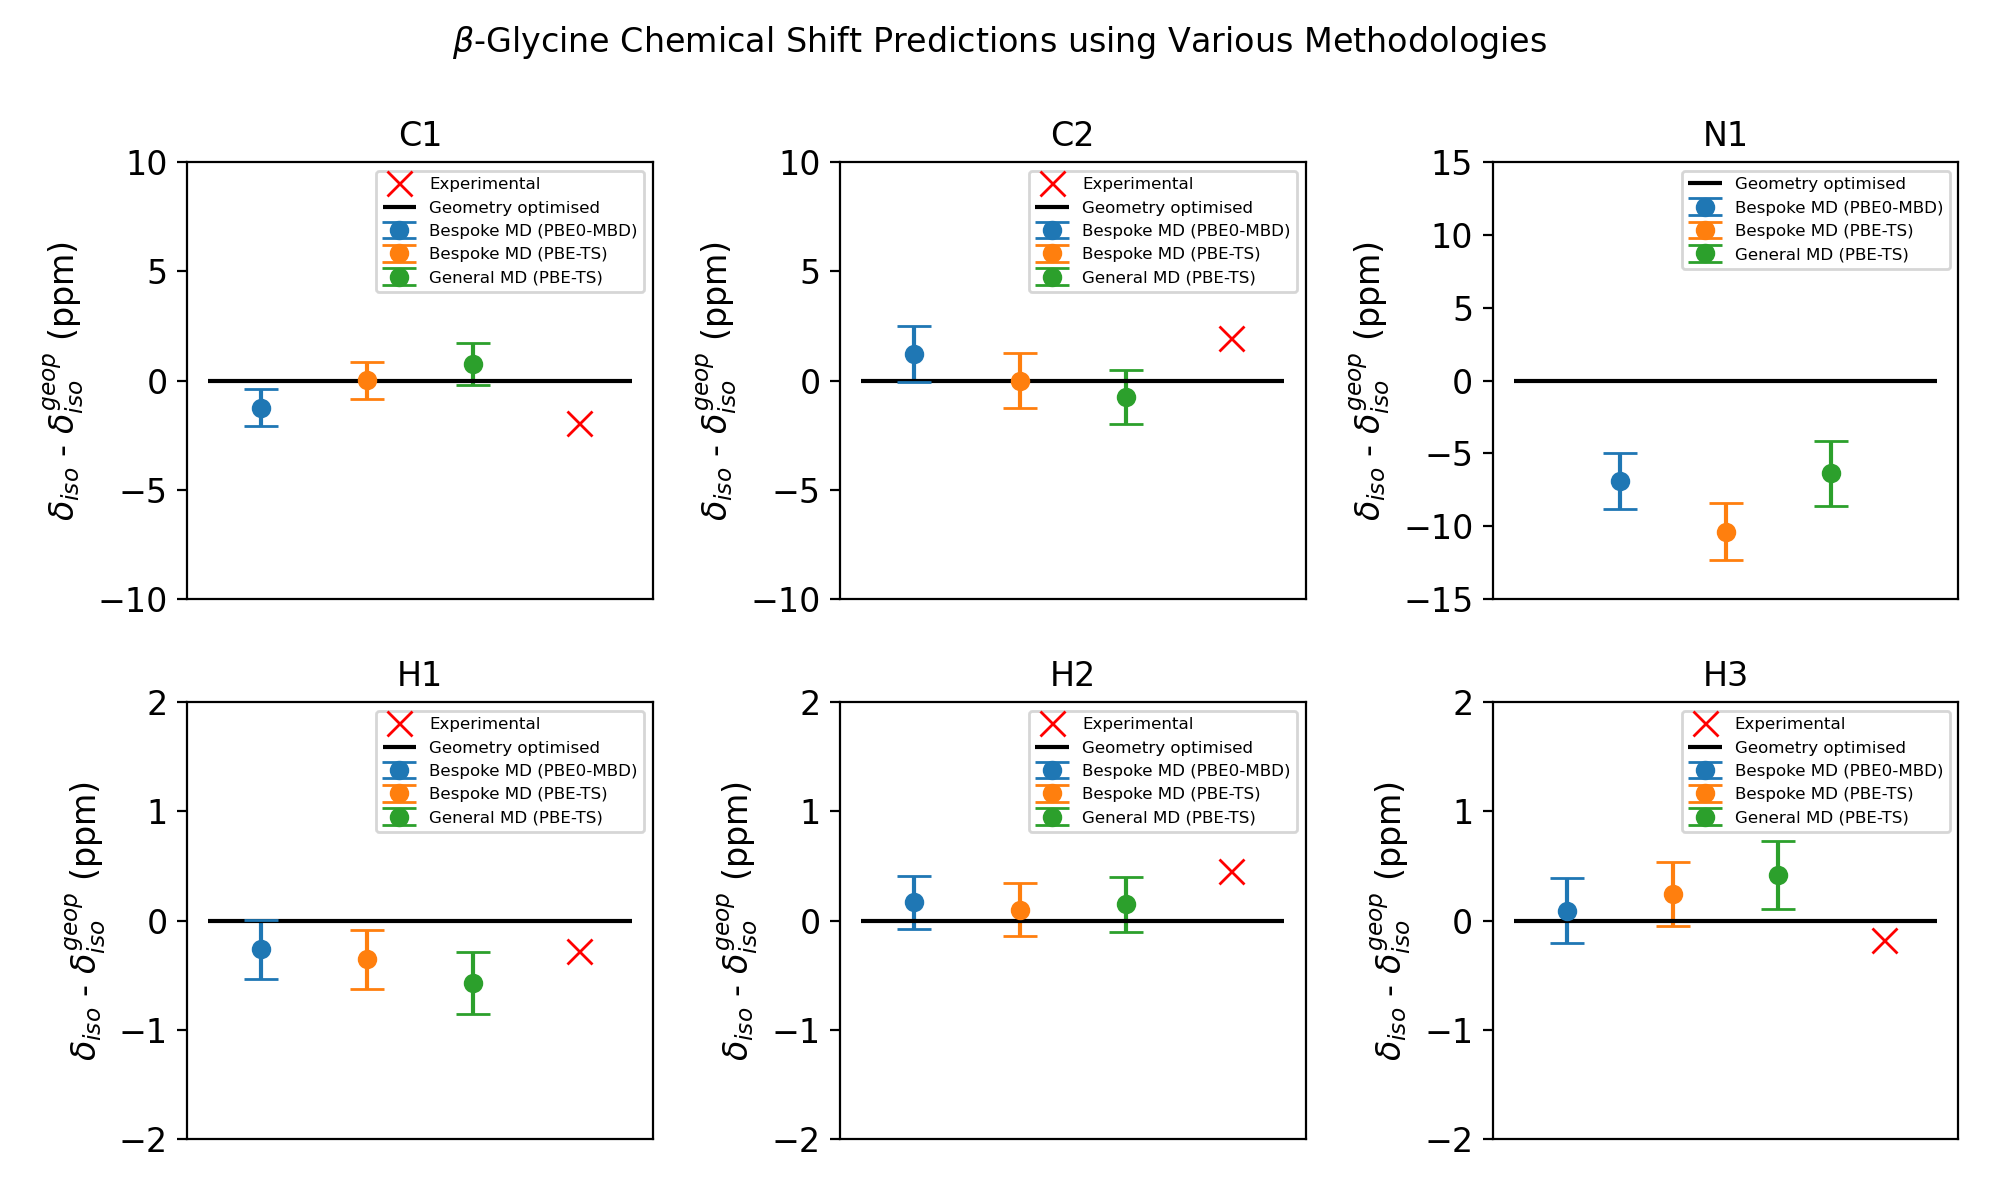 β-Glycine Chemical Shift Predictions using Various Methodologies
C1
10
5
0
−5
−10
δiso - δgeopiso (ppm)
Experimental
Geometry optimised
Bespoke MD (PBE0-MBD)
Bespoke MD (PBE-TS)
General MD (PBE-TS)
C2
10
5
0
−5
−10
δiso - δgeopiso (ppm)
Experimental
Geometry optimised
Bespoke MD (PBE0-MBD)
Bespoke MD (PBE-TS)
General MD (PBE-TS)
N1
15
10
5
0
−5
−10
−15
δiso - δgeopiso (ppm)
Geometry optimised
Bespoke MD (PBE0-MBD)
Bespoke MD (PBE-TS)
General MD (PBE-TS)
H1
2
1
0
−1
−2
δiso - δgeopiso (ppm)
Experimental
Geometry optimised
Bespoke MD (PBE0-MBD)
Bespoke MD (PBE-TS)
General MD (PBE-TS)
H2
2
1
0
−1
−2
δiso - δgeopiso (ppm)
Experimental
Geometry optimised
Bespoke MD (PBE0-MBD)
Bespoke MD (PBE-TS)
General MD (PBE-TS)
H3
2
1
0
−1
−2
δiso - δgeopiso (ppm)
Experimental
Geometry optimised
Bespoke MD (PBE0-MBD)
Bespoke MD (PBE-TS)
General MD (PBE-TS)